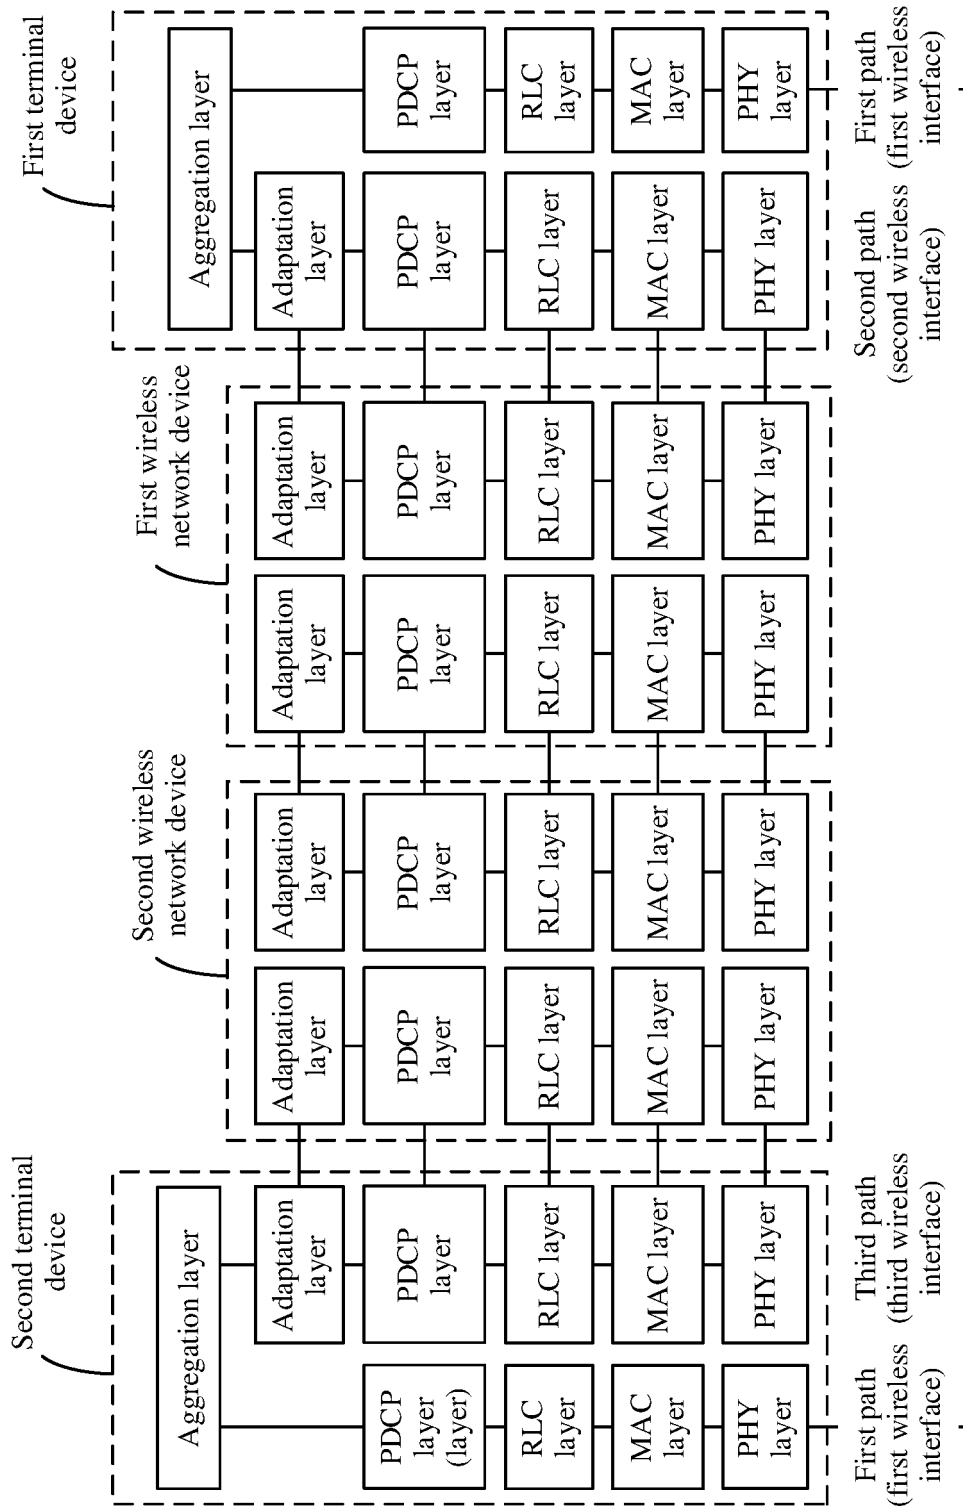 Second terminal
device
Second wireless
network device
First wireless
network device
First terminal
device
Aggregation layer
Aggregation layer
Adaptation
layer
Adaptation
layer
Adaptation
layer
Adaptation
layer
Adaptation
layer
Adaptation
layer
PDCP
layer
(layer)
PDCP
layer
PDCP
layer
PDCP
layer
PDCP
layer
PDCP
layer
PDCP
layer
PDCP
layer
RLC
layer
RLC layer
RLC layer
RLC layer
RLC layer
RLC layer
RLC layer
RLC
layer
MAC
layer
MAC layer
MAC layer
MAC layer
MAC layer
MAC layer
MAC layer
MAC
layer
PHY
layer
PHY layer
PHY layer
PHY layer
PHY layer
PHY layer
PHY layer
PHY
layer
First path
(first wireless
interface)
Third path
(third wireless
interface)
Second path
(second wireless
interface)
First path
(first wireless
interface)